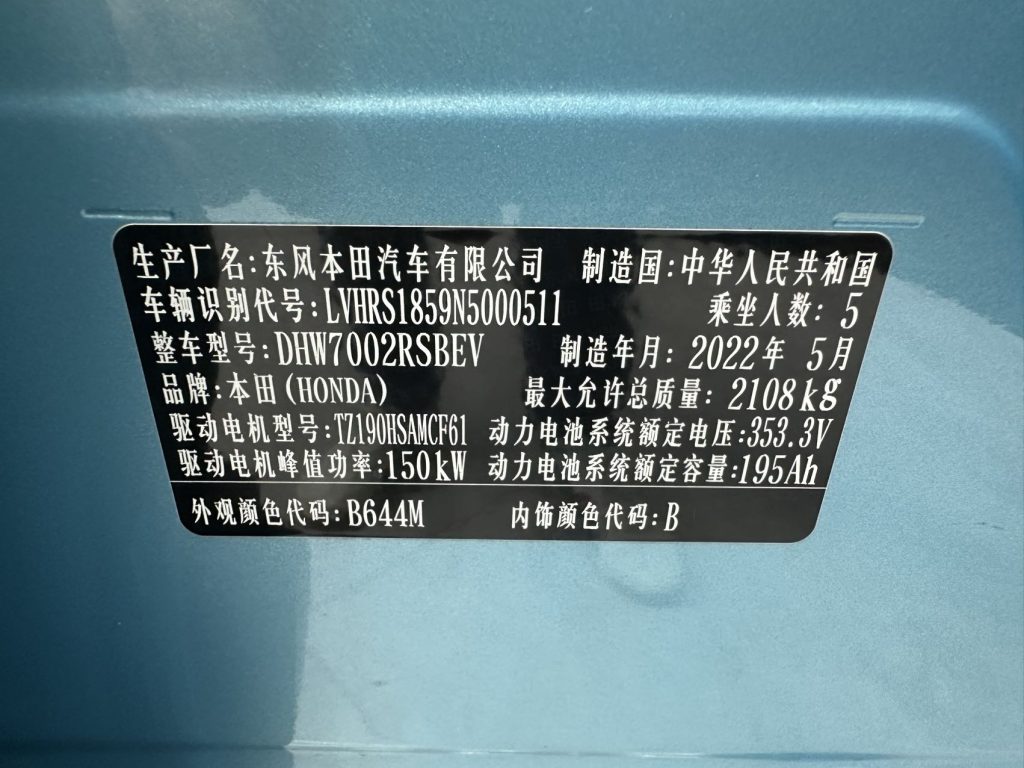 生产厂名:东风本田汽车有限公司 制造国:中华人民共和国
车辆识别代号:LVHRS1859N5000511 乘坐人数: 5
整车型号:DHW7002RSBEV 制造年月: 2022年 5月
品牌:本田(HONDA) 最大允许总质量: 2108kg
驱动电机型号:TZ190HSAMCF61 动力电池系统额定电压:353.3V
驱动电机峰值功率:150kW 动力电池系统额定容量:195Ah
外观颜色代码:B644M 内饰颜色代码:B